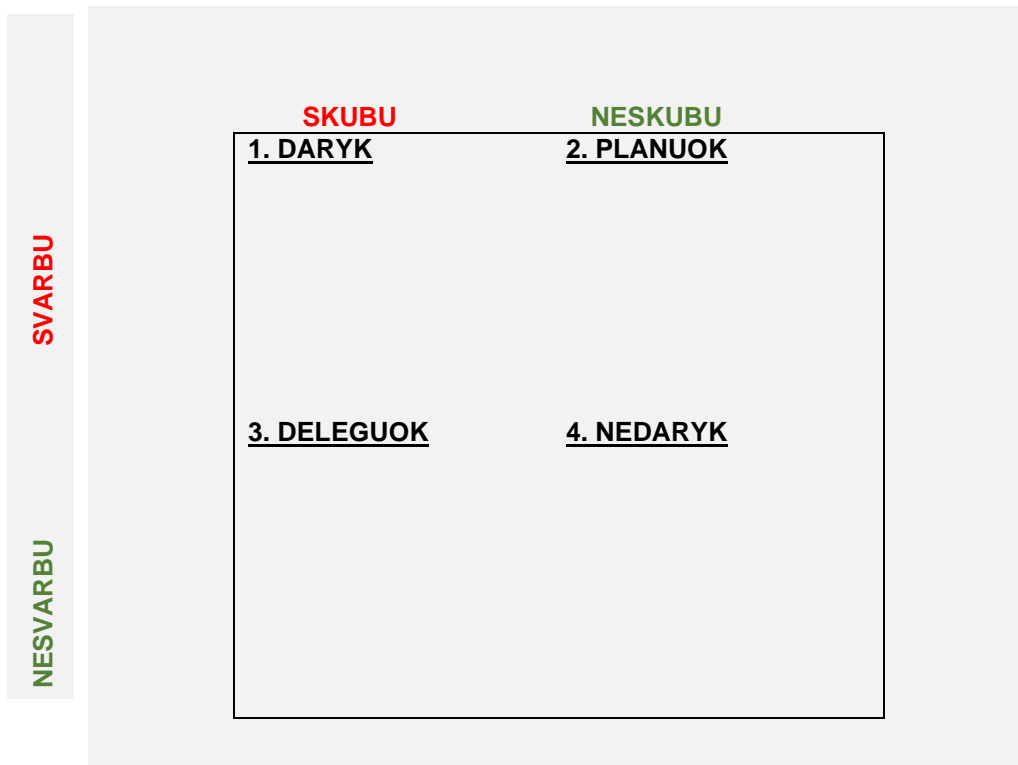 SKUBU NESKUBU
1. DARYK 2. PLANUOK
SVARBU
3. DELEGUOK 4. NEDARYK
NESVARBU